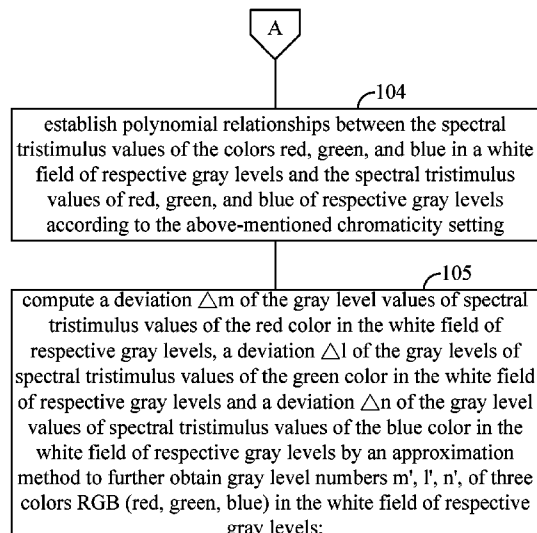 A
104
establish polynomial relationships between the spectral
tristimulus values of the colors red, green, and blue in a white
field of respective gray levels and the spectral tristimulus
values of red, green, and blue of respective gray levels
according to the above-mentioned chromaticity setting
105
compute a deviation △m of the gray level values of spectral
tristimulus values of the red color in the white field of
respective gray levels, a deviation △l of the gray levels of
spectral tristimulus values of the green color in the white field
of respective gray levels and a deviation △n of the gray level
values of spectral tristimulus values of the blue color in the
white field of respective gray levels by an approximation
method to further obtain gray level numbers m', l', n', of three
colors RGB (red, green, blue) in the white field of respective
gray levels;